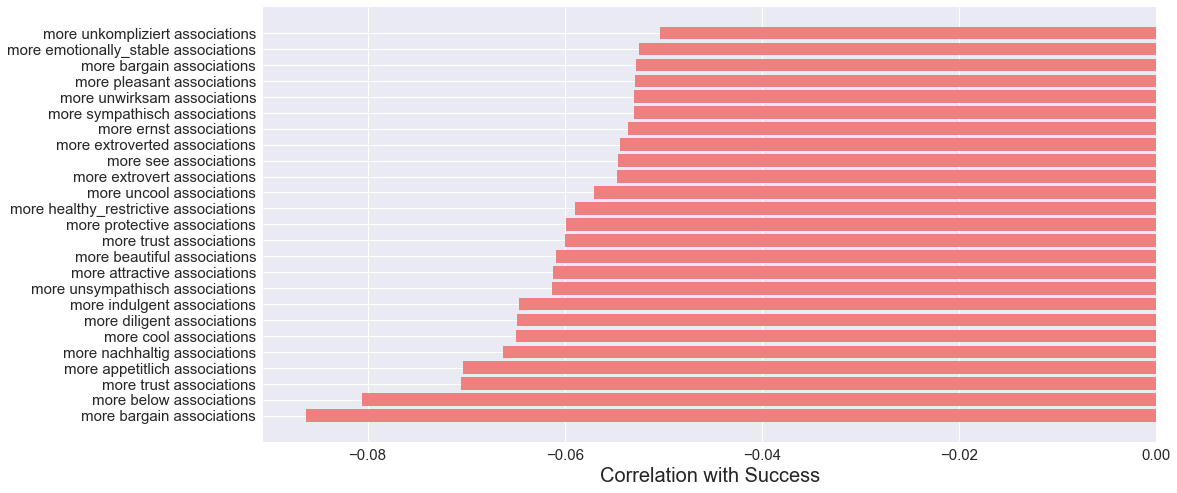 more unkompliziert associations
more emotionally_stable associations
more bargain associations
more pleasant associations
more unwirksam associations
more sympathisch associations
more ernst associations
more extroverted associations
more see associations
more extrovert associations
more uncool associations
more healthy_restrictive associations
more protective associations
more trust associations
more beautiful associations
more attractive associations
more unsympathisch associations
more indulgent associations
more diligent associations
more cool associations
more nachhaltig associations
more appetitlich associations
more trust associations
more below associations
more bargain associations
−0.08 −0.06 −0.04 −0.02 0.00
Correlation with Success